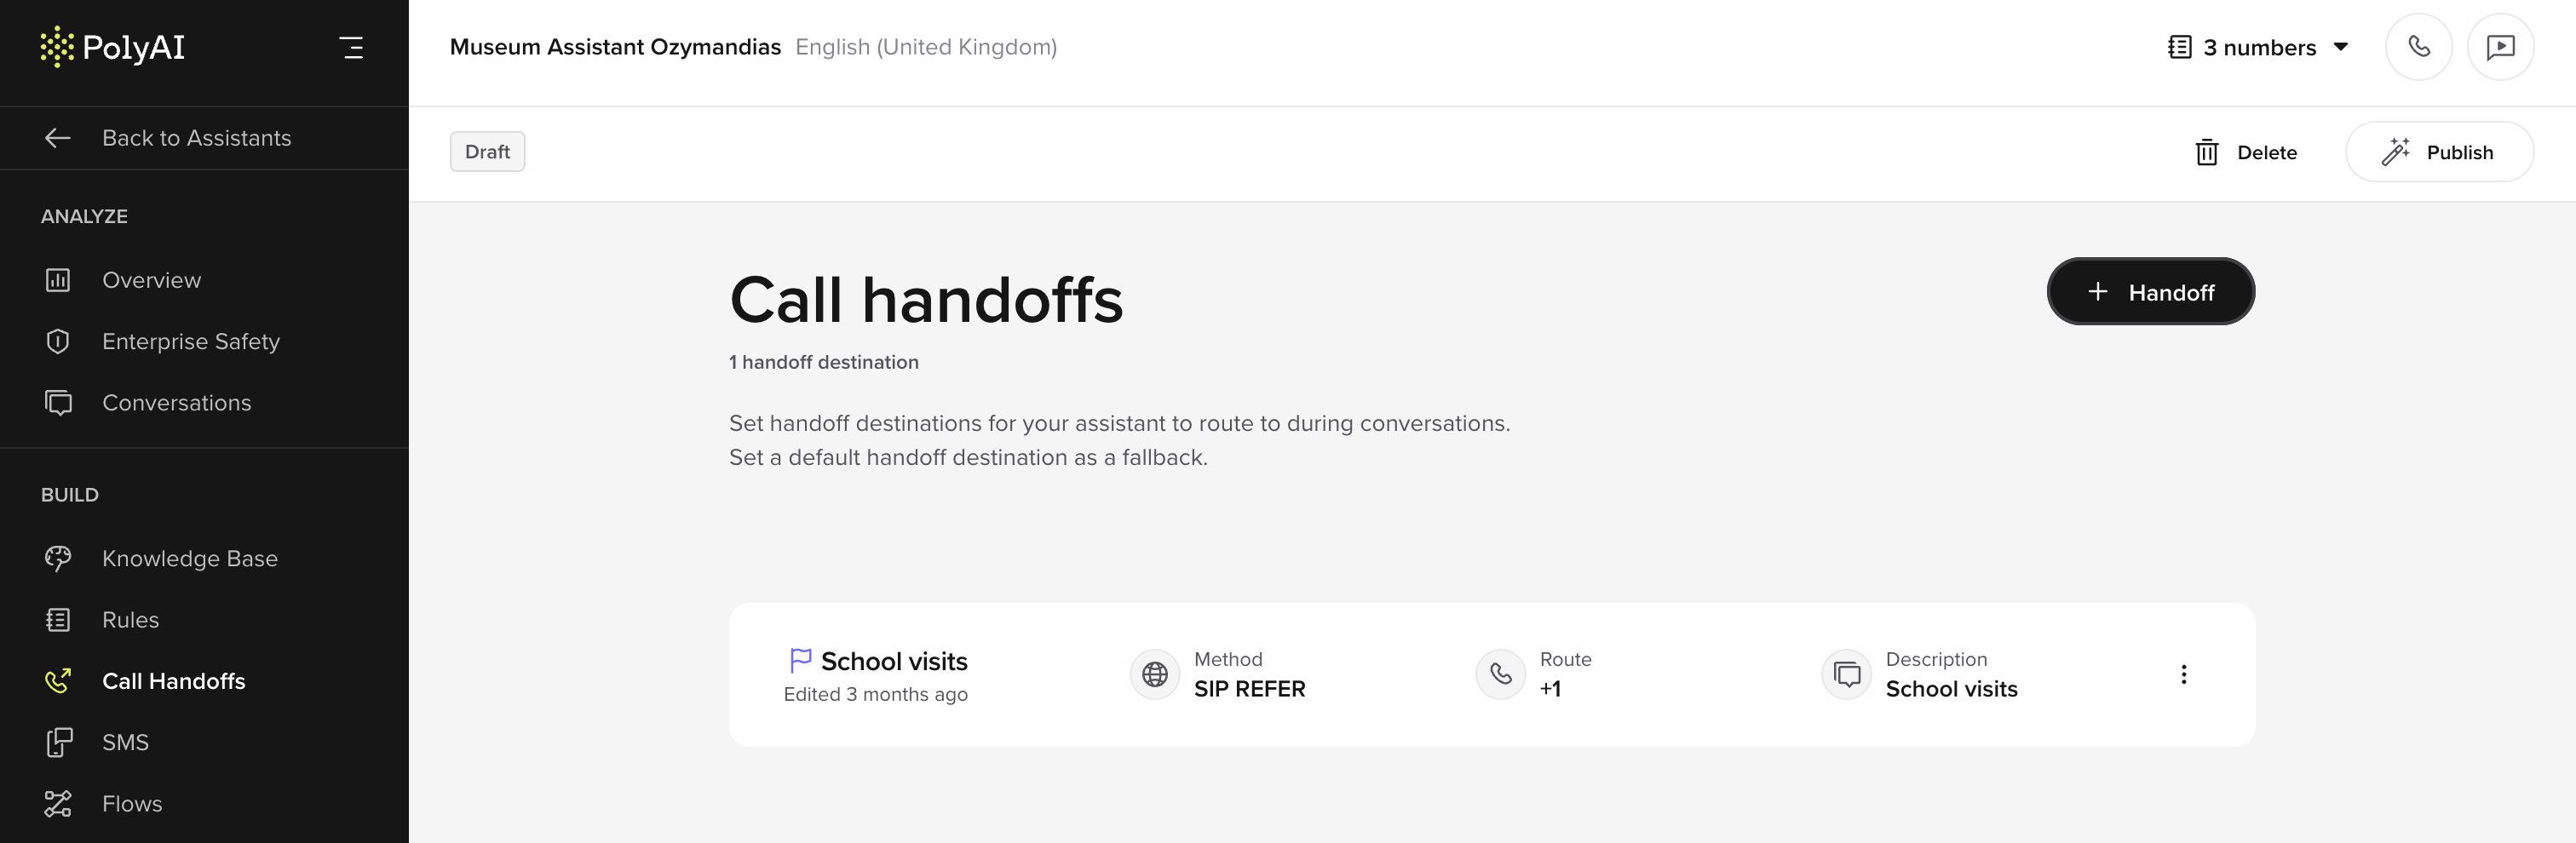 PolyAI
Museum Assistant Ozymandias English (United Kingdom)
3 numbers
Back to Assistants
Draft
Delete
Publish
ANALYZE
Overview
Enterprise Safety
Conversations
BUILD
Knowledge Base
Rules
Call Handoffs
SMS
Flows
Call handoffs
Handoff
1 handoff destination
Set handoff destinations for your assistant to route to during conversations.
Set a default handoff destination as a fallback.
School visits
Edited 3 months ago
Method
SIP REFER
Route
+1
Description
School visits